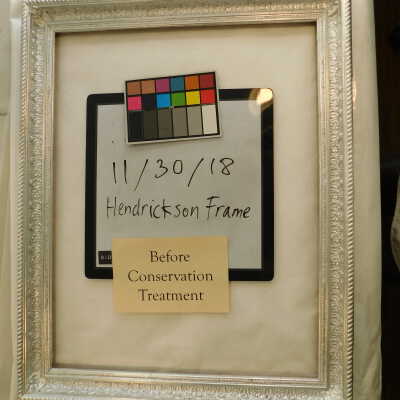 11/30/18
Hendrickson Frame
Before
Conservation
Treatment